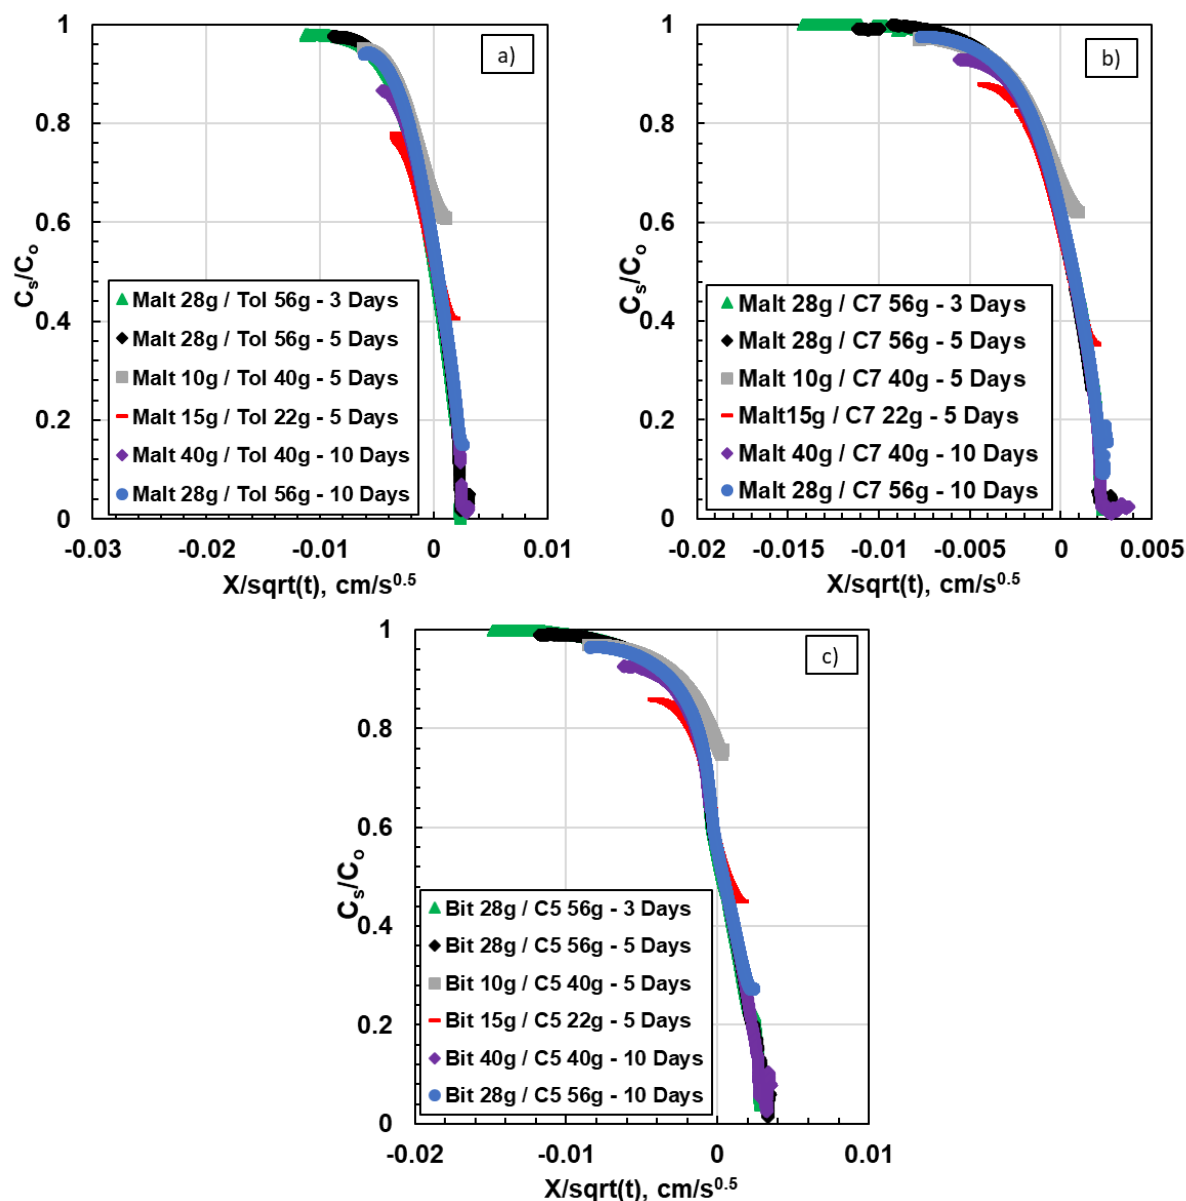 a)
1
0.8
0.6
0.4
0.2
0
Cs/Co
Malt 28g / Tol 56g - 3 Days
Malt 28g / Tol 56g - 5 Days
Malt 10g / Tol 40g - 5 Days
Malt 15g / Tol 22g - 5 Days
Malt 40g / Tol 40g - 10 Days
Malt 28g / Tol 56g - 10 Days
-0.03 -0.02 -0.01 0 0.01
X/sqrt(t), cm/s^0.5
b)
1
0.8
0.6
0.4
0.2
0
Cs/Co
Malt 28g / C7 56g - 3 Days
Malt 28g / C7 56g - 5 Days
Malt 10g / C7 40g - 5 Days
Malt15g / C7 22g - 5 Days
Malt 40g / C7 40g - 10 Days
Malt 28g / C7 56g - 10 Days
-0.02 -0.015 -0.01 -0.005 0 0.005
X/sqrt(t), cm/s^0.5
c)
1
0.8
0.6
0.4
0.2
0
Cs/Co
Bit 28g / C5 56g - 3 Days
Bit 28g / C5 56g - 5 Days
Bit 10g / C5 40g - 5 Days
Bit 15g / C5 22g - 5 Days
Bit 40g / C5 40g - 10 Days
Bit 28g / C5 56g - 10 Days
-0.02 -0.01 0 0.01
X/sqrt(t), cm/s^0.5